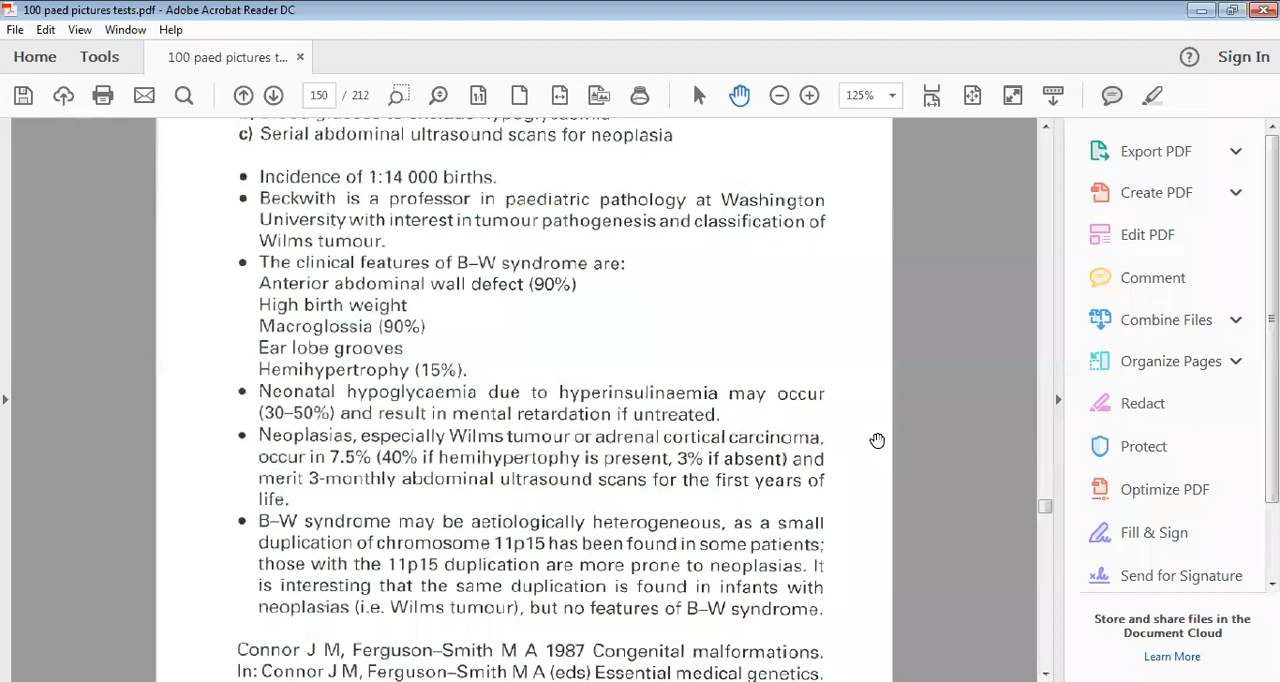 100 paed pictures tests.pdf - Adobe Acrobat Reader DC
File Edit View Window Help
Home Tools 100 paed pictures t... × Sign In
150 / 212 125%
c) Serial abdominal ultrasound scans for neoplasia
• Incidence of 1:14 000 births.
• Beckwith is a professor in paediatric pathology at Washington
University with interest in tumour pathogenesis and classification of
Wilms tumour.
• The clinical features of B–W syndrome are:
Anterior abdominal wall defect (90%)
High birth weight
Macroglossia (90%)
Ear lobe grooves
Hemihypertrophy (15%).
• Neonatal hypoglycaemia due to hyperinsulinaemia may occur
(30–50%) and result in mental retardation if untreated.
• Neoplasias, especially Wilms tumour or adrenal cortical carcinoma,
occur in 7.5% (40% if hemihypertophy is present, 3% if absent) and
merit 3-monthly abdominal ultrasound scans for the first years of
life.
• B–W syndrome may be aetiologically heterogeneous, as a small
duplication of chromosome 11p15 has been found in some patients;
those with the 11p15 duplication are more prone to neoplasias. It
is interesting that the same duplication is found in infants with
neoplasias (i.e. Wilms tumour), but no features of B–W syndrome.
Connor J M, Ferguson–Smith M A 1987 Congenital malformations.
In: Connor J M, Ferguson–Smith M A (eds) Essential medical genetics.
Export PDF
Create PDF
Edit PDF
Comment
Combine Files
Organize Pages
Redact
Protect
Optimize PDF
Fill & Sign
Send for Signature
Store and share files in the
Document Cloud
Learn More